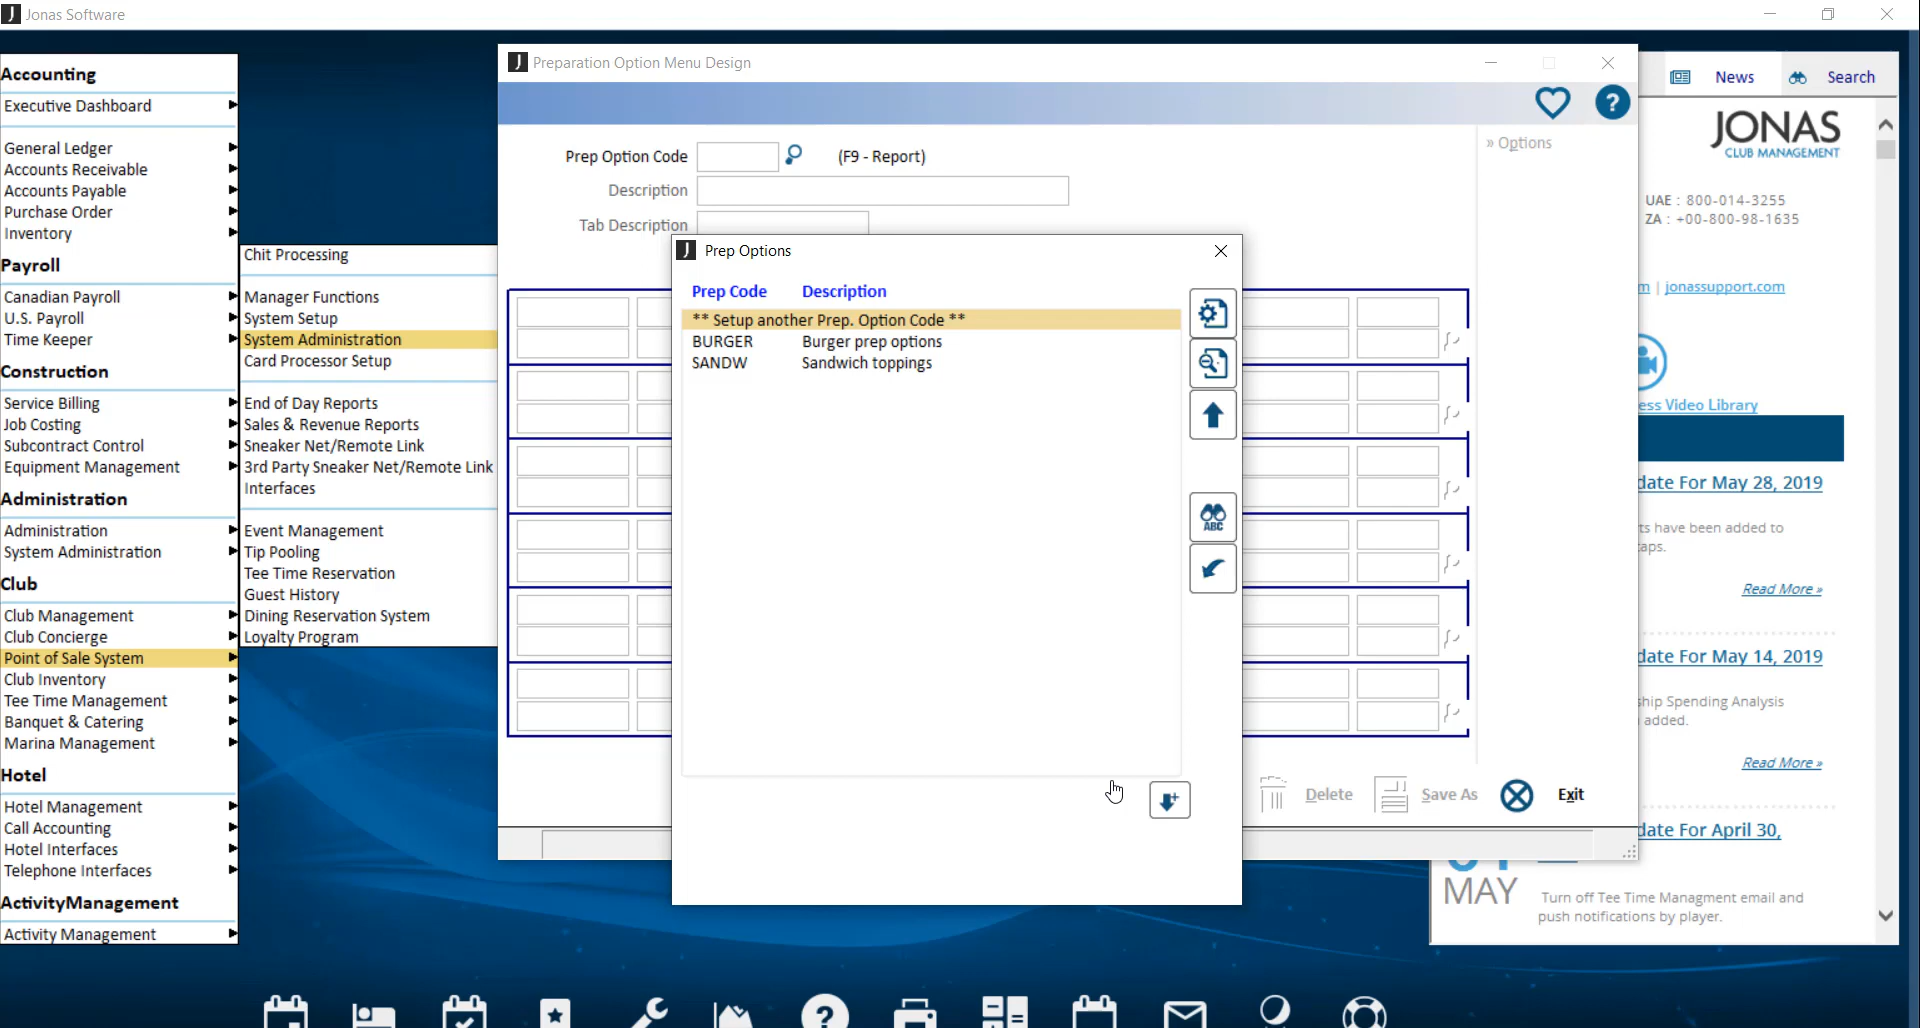 Jonas Software
Accounting
Executive Dashboard
General Ledger
Accounts Receivable
Accounts Payable
Purchase Order
Inventory
Payroll
Canadian Payroll
U.S. Payroll
Time Keeper
Construction
Service Billing
Job Costing
Subcontract Control
Equipment Management
Administration
Administration
System Administration
Club
Club Management
Club Concierge
Point of Sale System
Club Inventory
Tee Time Management
Banquet & Catering
Marina Management
Hotel
Hotel Management
Call Accounting
Hotel Interfaces
Telephone Interfaces
ActivityManagement
Activity Management
Chit Processing
Manager Functions
System Setup
System Administration
Card Processor Setup
End of Day Reports
Sales & Revenue Reports
Sneaker Net/Remote Link
3rd Party Sneaker Net/Remote Link
Interfaces
Event Management
Tip Pooling
Tee Time Reservation
Guest History
Dining Reservation System
Loyalty Program
Preparation Option Menu Design
Prep Option Code
(F9 - Report)
Description
Tab Description
» Options
Prep Options
Prep Code Description
** Setup another Prep. Option Code **
BURGER Burger prep options
SANDW Sandwich toppings
ABC
Delete
Save As
Exit
News
Search
JONAS
CLUB MANAGEMENT
UAE : 800-014-3255
ZA : +00-800-98-1635
m | jonassupport.com
ess Video Library
date For May 28, 2019
ts have been added to
taps.
Read More »
date For May 14, 2019
ship Spending Analysis
added.
Read More »
date For April 30,
MAY
Turn off Tee Time Managment email and
push notifications by player.